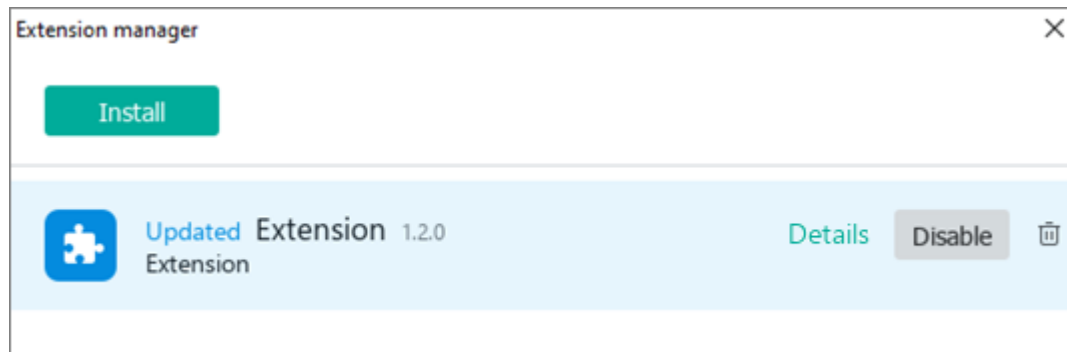 Extension manager
Install
Updated Extension 1.2.0 Details Disable
Extension